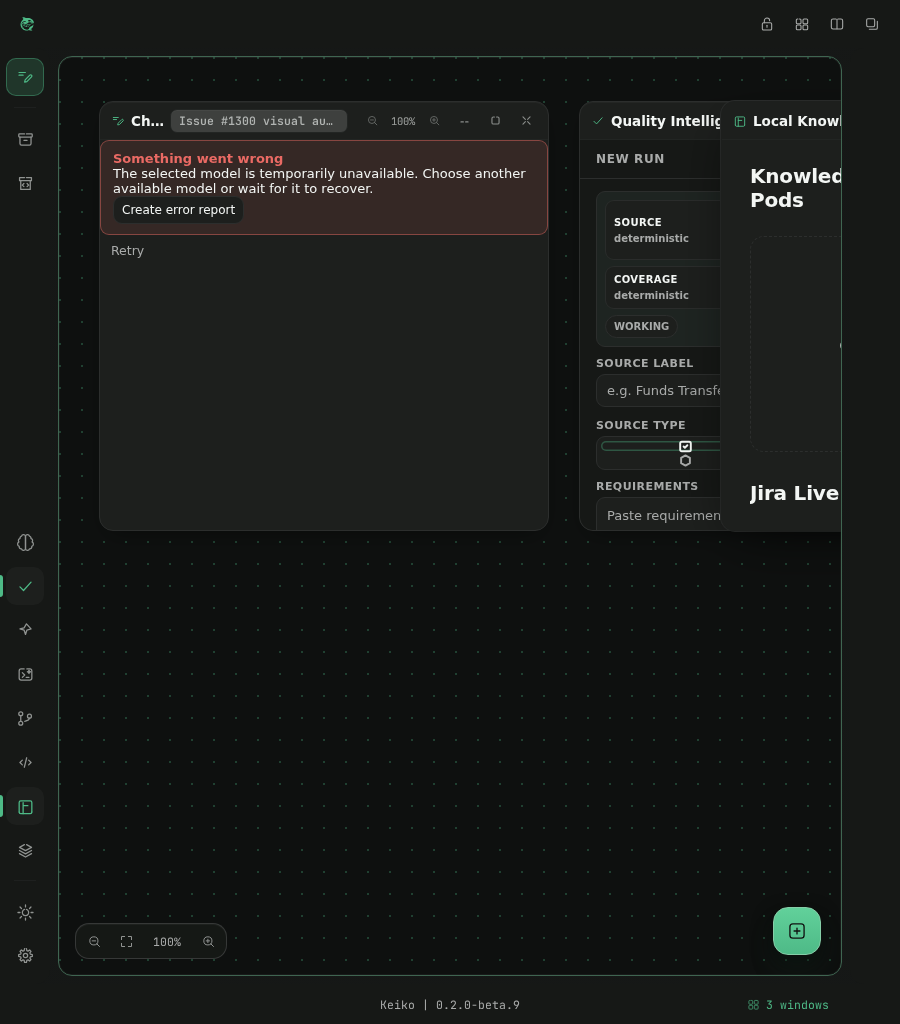 Ch...
Issue #1300 visual au...
100%
Something went wrong
The selected model is temporarily unavailable. Choose another
available model or wait for it to recover.
Create error report
Retry
Quality Intellig
NEW RUN
SOURCE
deterministic
COVERAGE
deterministic
WORKING
SOURCE LABEL
e.g. Funds Transfe
SOURCE TYPE
REQUIREMENTS
Paste requiremen
Local Knowl
Knowled
Pods
Jira Live
100%
Keiko | 0.2.0-beta.9
3 windows